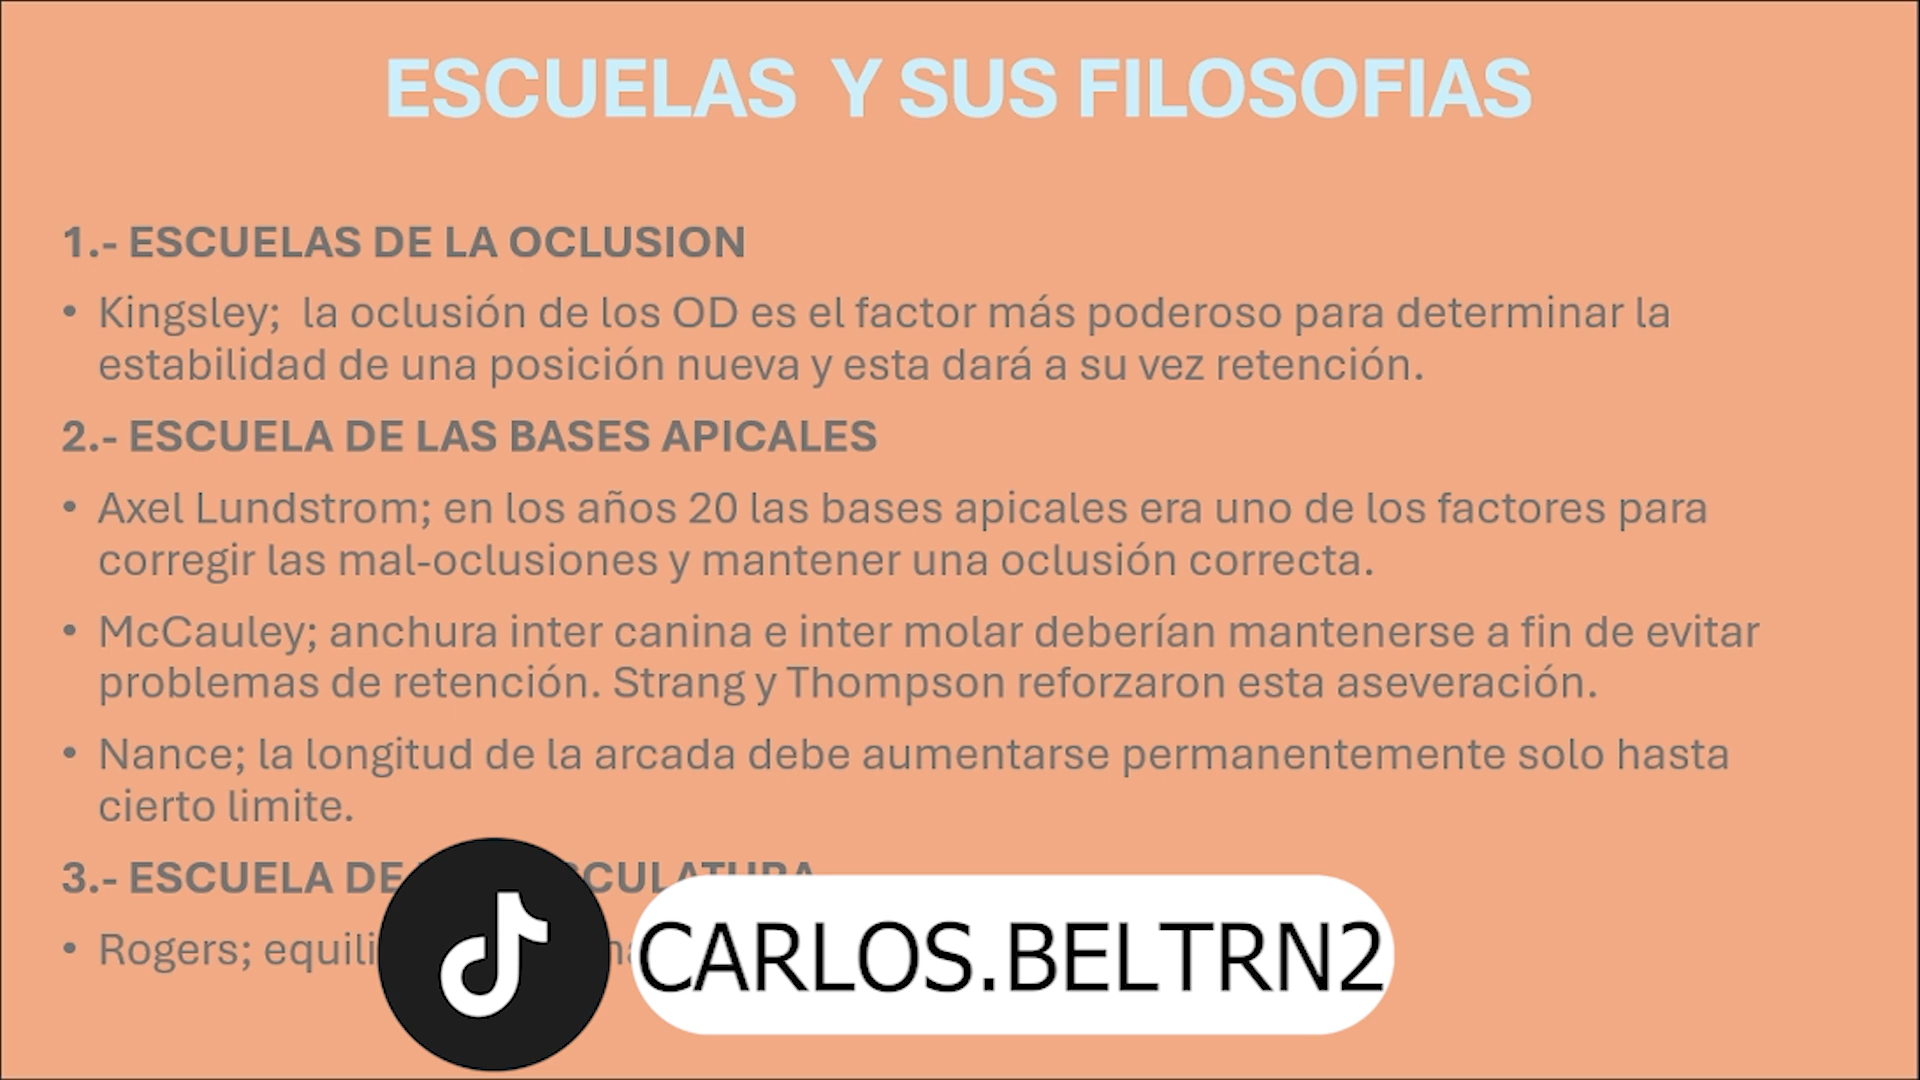 ESCUELAS Y SUS FILOSOFIAS
1.- ESCUELAS DE LA OCLUSION
• Kingsley; la oclusión de los OD es el factor más poderoso para determinar la
estabilidad de una posición nueva y esta dará a su vez retención.
2.- ESCUELA DE LAS BASES APICALES
• Axel Lundstrom; en los años 20 las bases apicales era uno de los factores para
corregir las mal-oclusiones y mantener una oclusión correcta.
• McCauley; anchura inter canina e inter molar deberían mantenerse a fin de evitar
problemas de retención. Strang y Thompson reforzaron esta aseveración.
• Nance; la longitud de la arcada debe aumentarse permanentemente solo hasta
cierto limite.
3.- ESCUELA DE
• Rogers;
CARLOS.BELTRN2